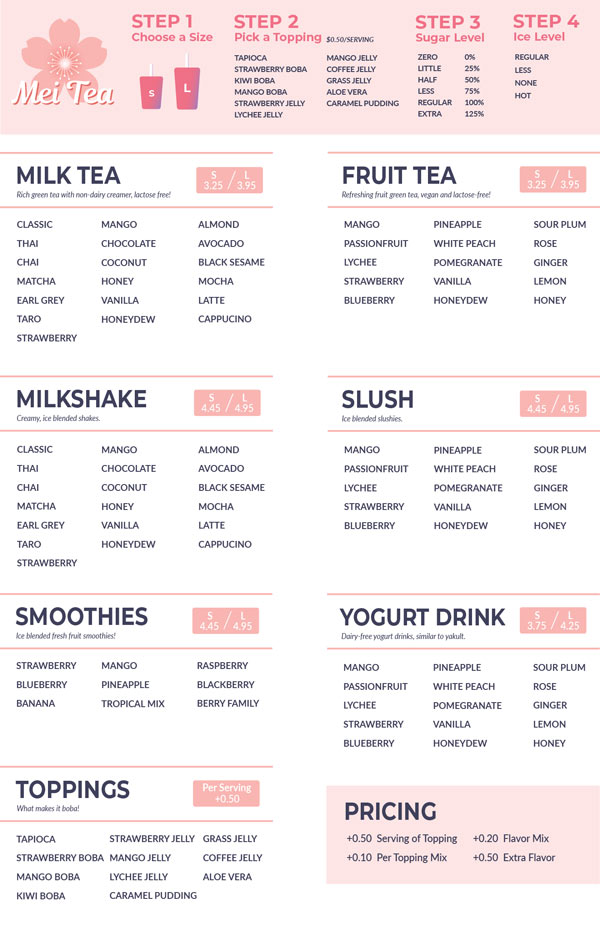 Mei Tea
STEP 1
Choose a Size
S
L
STEP 2
Pick a Topping $0.50/SERVING
TAPIOCA
STRAWBERRY BOBA
KIWI BOBA
MANGO BOBA
STRAWBERRY JELLY
LYCHEE JELLY
MANGO JELLY
COFFEE JELLY
GRASS JELLY
ALOE VERA
CARAMEL PUDDING
STEP 3
Sugar Level
ZERO 0%
LITTLE 25%
HALF 50%
LESS 75%
REGULAR 100%
EXTRA 125%
STEP 4
Ice Level
REGULAR
LESS
NONE
HOT
MILK TEA
S / L
3.25 / 3.95
Rich green tea with non-dairy creamer, lactose free!
CLASSIC MANGO ALMOND
THAI CHOCOLATE AVOCADO
CHAI COCONUT BLACK SESAME
MATCHA HONEY MOCHA
EARL GREY VANILLA LATTE
TARO HONEYDEW CAPPUCINO
STRAWBERRY
FRUIT TEA
S / L
3.25 / 3.95
Refreshing fruit green tea, vegan and lactose-free!
MANGO PINEAPPLE SOUR PLUM
PASSIONFRUIT WHITE PEACH ROSE
LYCHEE POMEGRANATE GINGER
STRAWBERRY VANILLA LEMON
BLUEBERRY HONEYDEW HONEY
MILKSHAKE
S / L
4.45 / 4.95
Creamy, ice blended shakes.
CLASSIC MANGO ALMOND
THAI CHOCOLATE AVOCADO
CHAI COCONUT BLACK SESAME
MATCHA HONEY MOCHA
EARL GREY VANILLA LATTE
TARO HONEYDEW CAPPUCINO
STRAWBERRY
SLUSH
S / L
4.45 / 4.95
Ice blended slushies.
MANGO PINEAPPLE SOUR PLUM
PASSIONFRUIT WHITE PEACH ROSE
LYCHEE POMEGRANATE GINGER
STRAWBERRY VANILLA LEMON
BLUEBERRY HONEYDEW HONEY
SMOOTHIES
S / L
4.45 / 4.95
Ice blended fresh fruit smoothies!
STRAWBERRY MANGO RASPBERRY
BLUEBERRY PINEAPPLE BLACKBERRY
BANANA TROPICAL MIX BERRY FAMILY
YOGURT DRINK
S / L
3.75 / 4.25
Dairy-free yogurt drinks, similar to yakult.
MANGO PINEAPPLE SOUR PLUM
PASSIONFRUIT WHITE PEACH ROSE
LYCHEE POMEGRANATE GINGER
STRAWBERRY VANILLA LEMON
BLUEBERRY HONEYDEW HONEY
TOPPINGS
Per Serving
+0.50
What makes it boba!
TAPIOCA STRAWBERRY JELLY GRASS JELLY
STRAWBERRY BOBA MANGO JELLY COFFEE JELLY
MANGO BOBA LYCHEE JELLY ALOE VERA
KIWI BOBA CARAMEL PUDDING
PRICING
+0.50 Serving of Topping +0.20 Flavor Mix
+0.10 Per Topping Mix +0.50 Extra Flavor